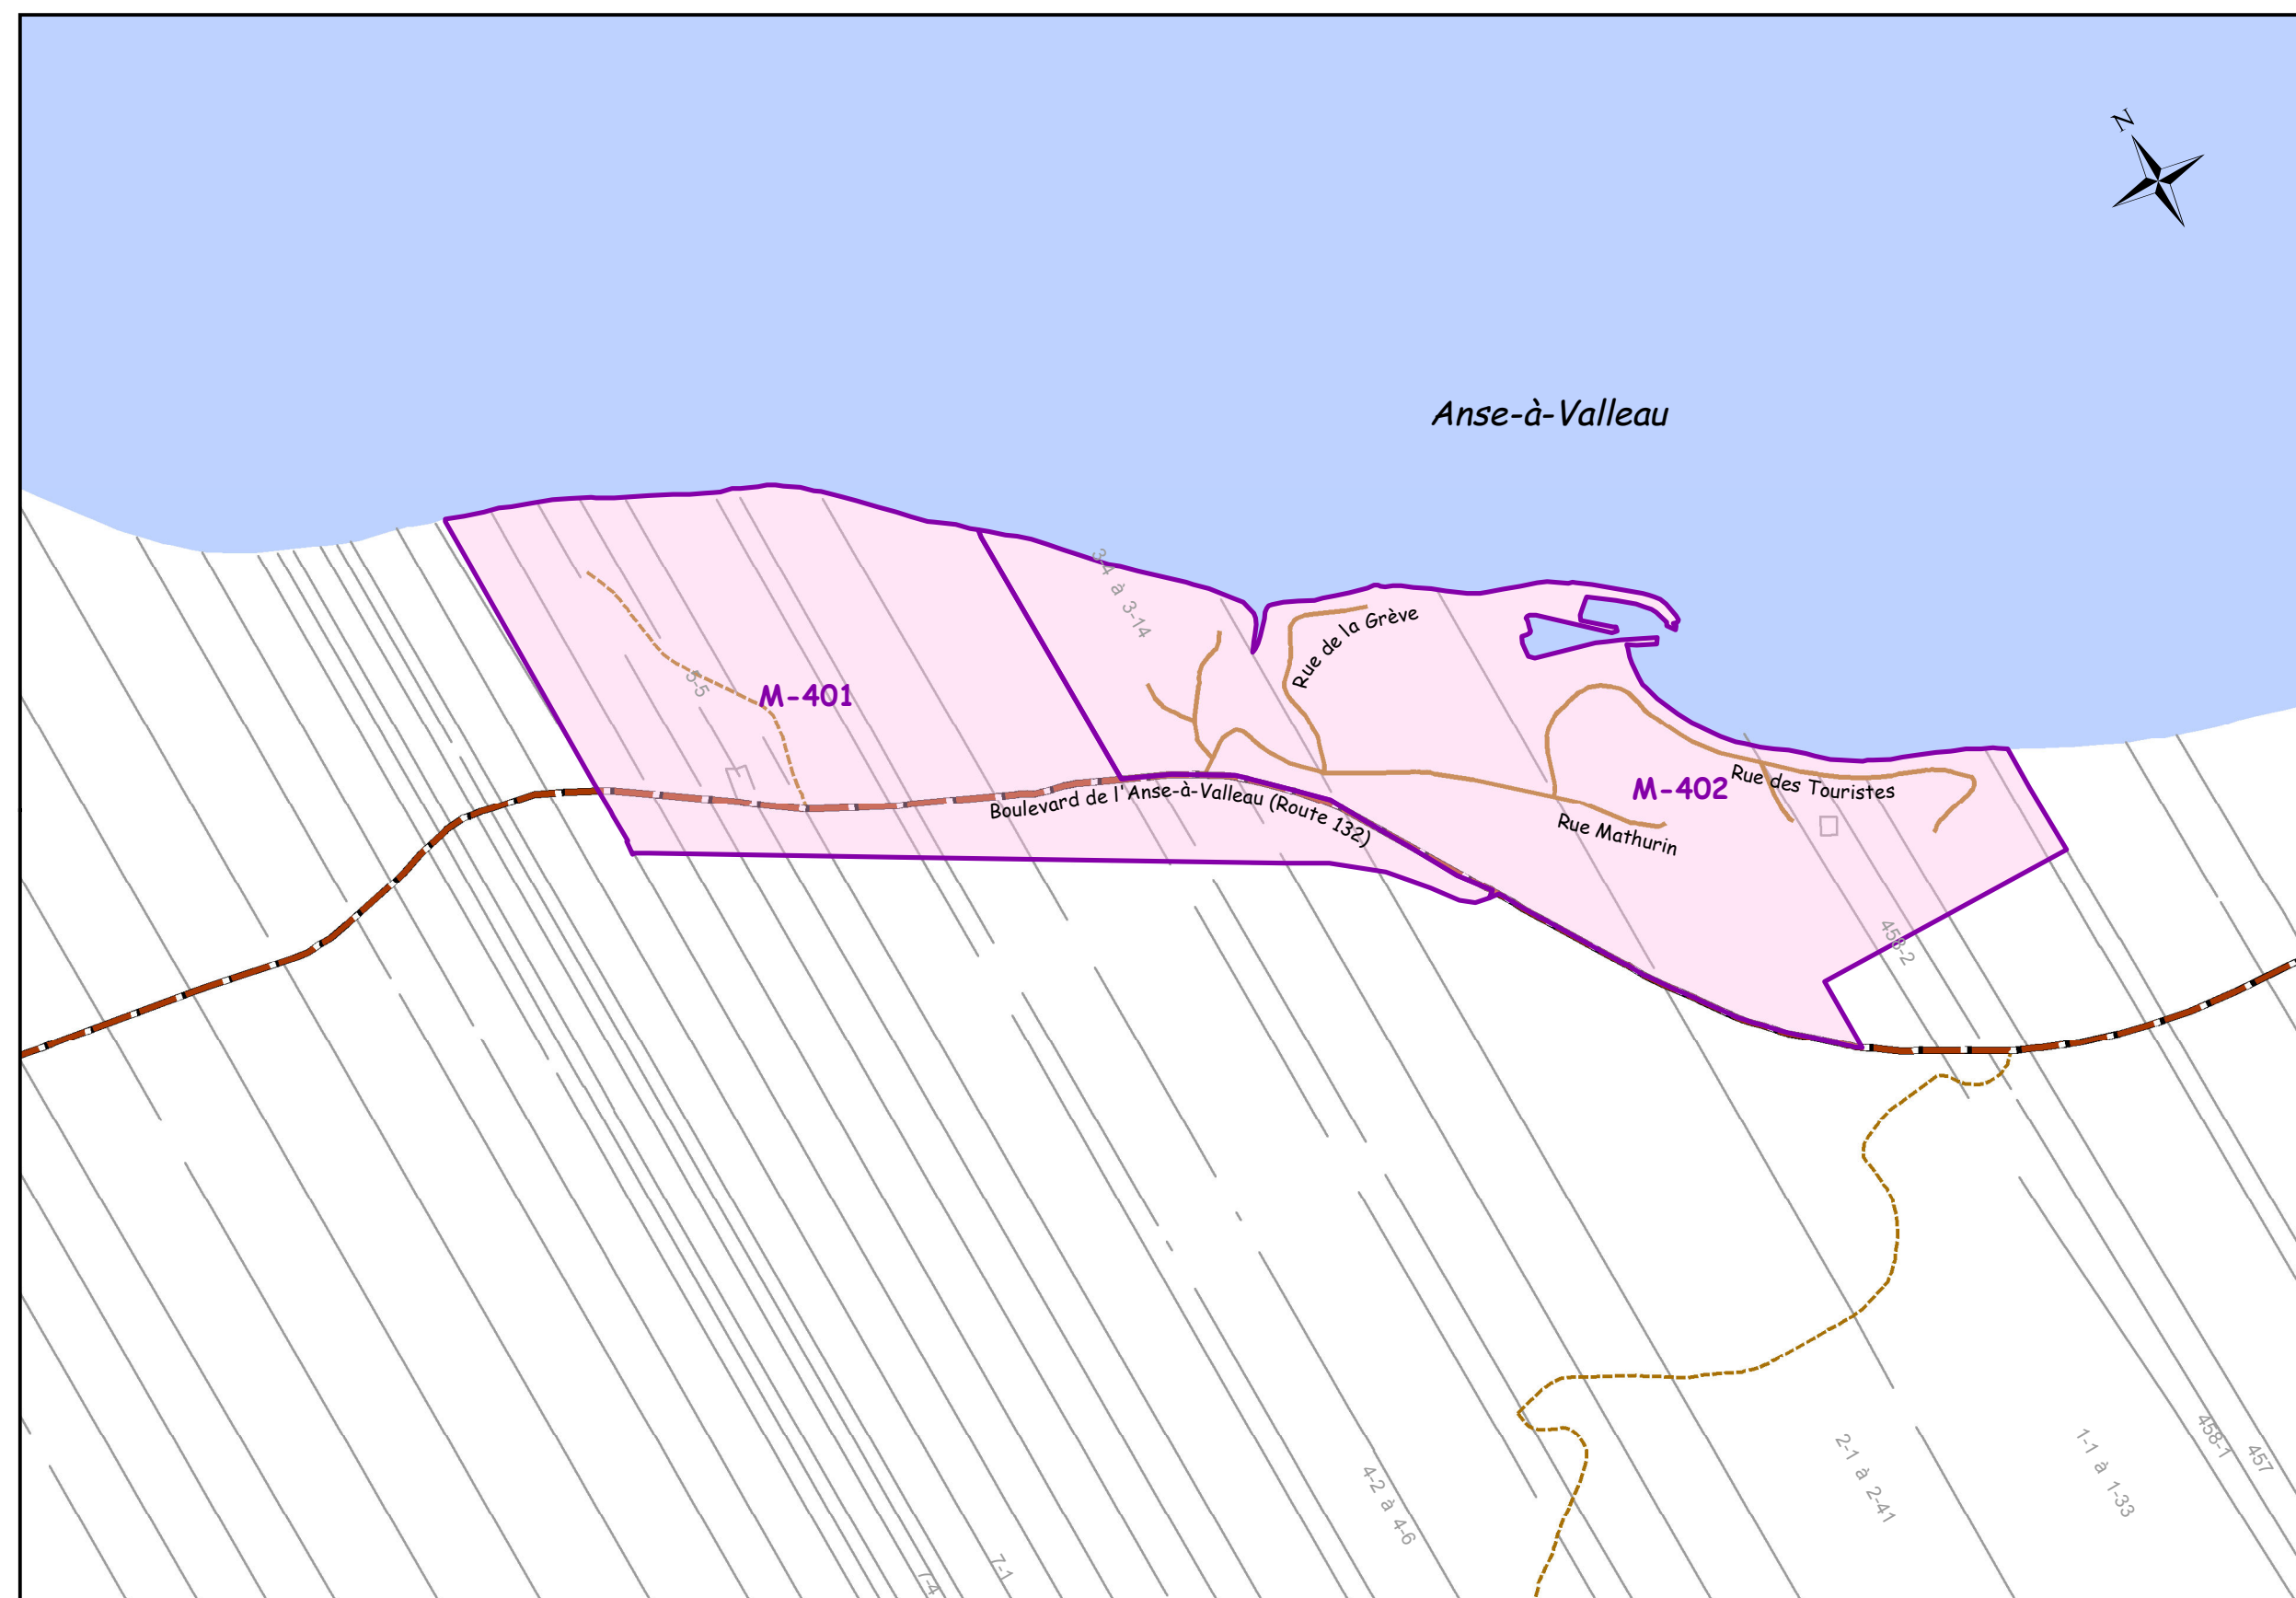 N
Anse-à-Valleau
3-4 à 3-14
Rue de la Grève
5-5
M-401
M-402
Rue des Touristes
Boulevard de l'Anse-à-Valleau (Route 132)
Rue Mathurin
458-2
458-1
457
1-1 à 1-33
2-1 à 2-41
4-2 à 4-6
7-1
7-4